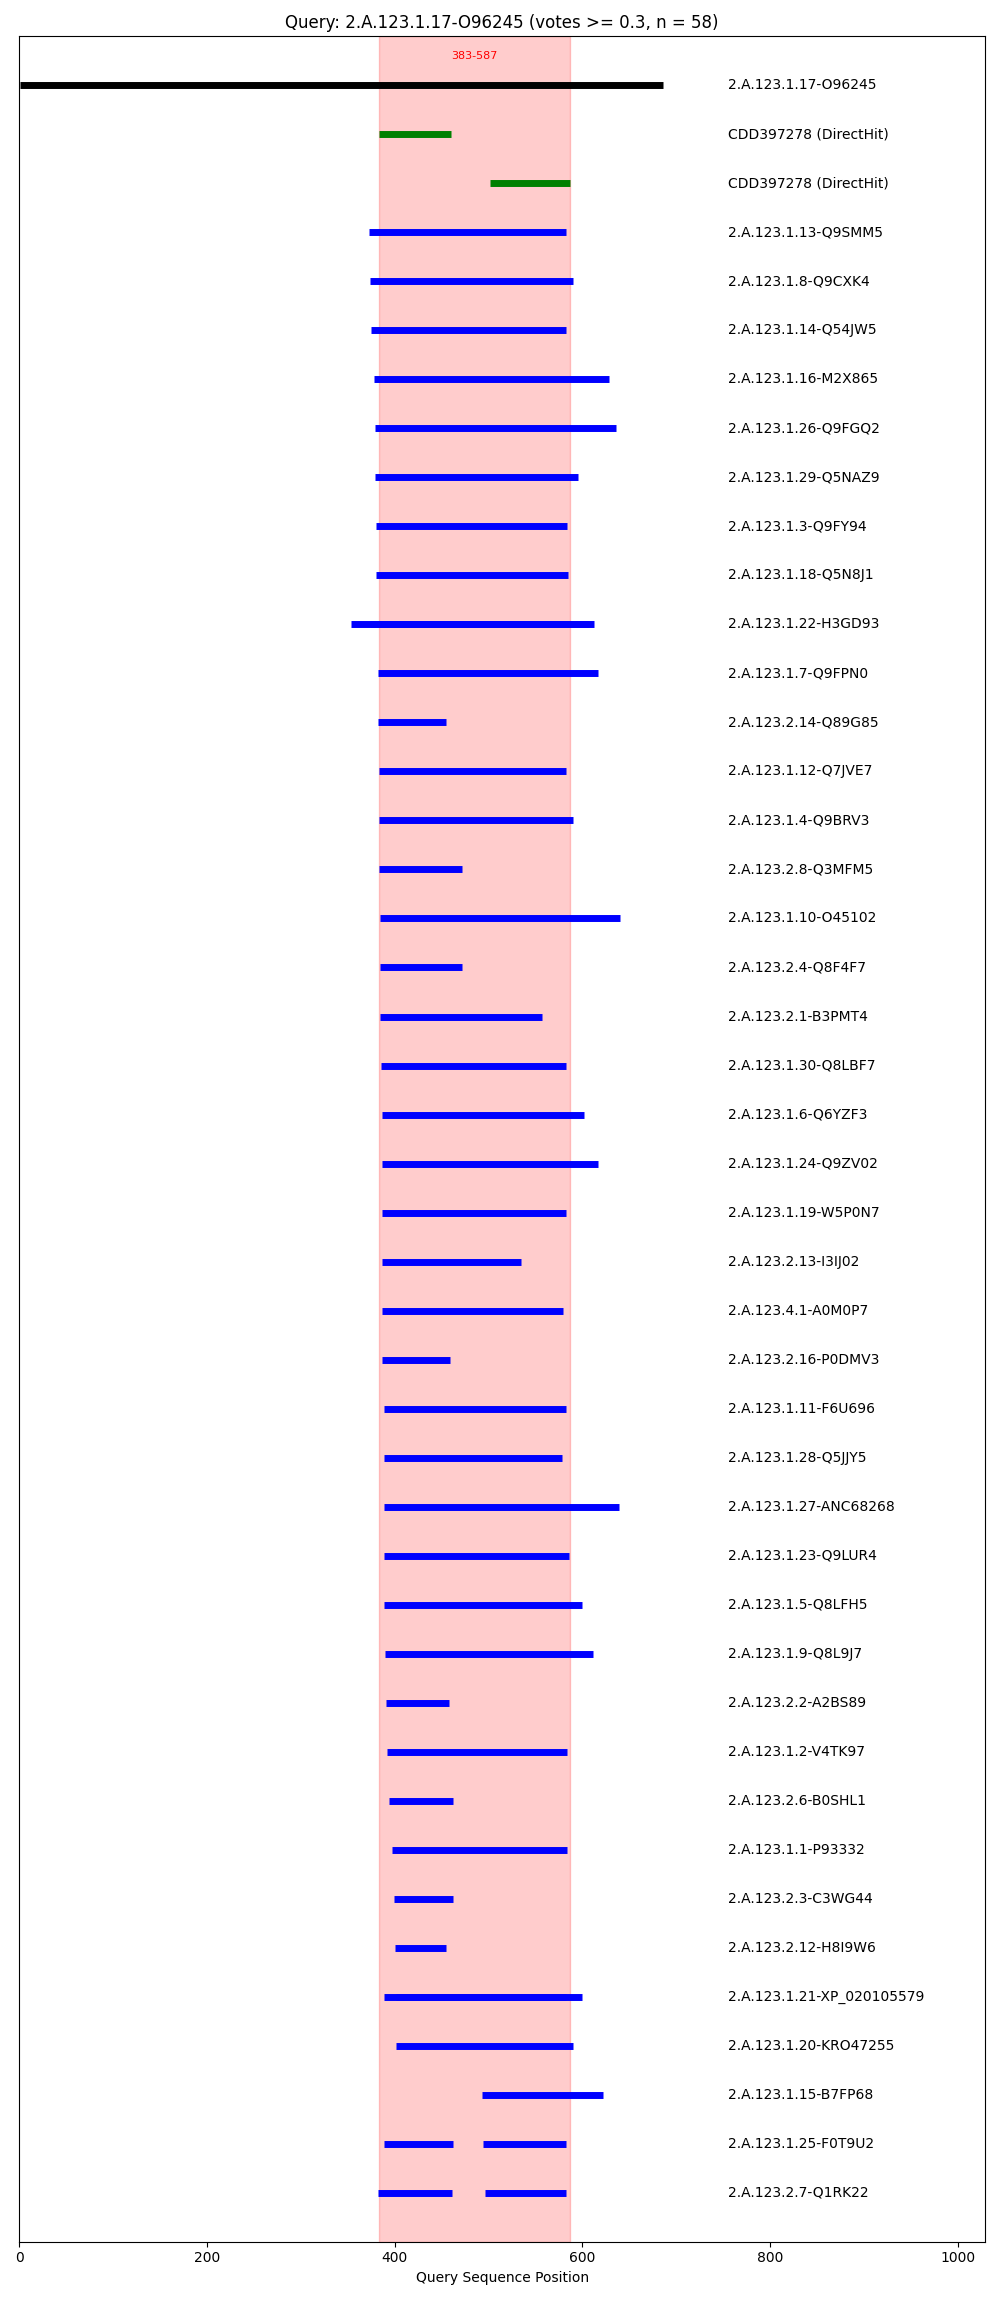 Query: 2.A.123.1.17-O96245 (votes >= 0.3, n = 58)
383-587
2.A.123.1.17-O96245
CDD397278 (DirectHit)
CDD397278 (DirectHit)
2.A.123.1.13-Q9SMM5
2.A.123.1.8-Q9CXK4
2.A.123.1.14-Q54JW5
2.A.123.1.16-M2X865
2.A.123.1.26-Q9FGQ2
2.A.123.1.29-Q5NAZ9
2.A.123.1.3-Q9FY94
2.A.123.1.18-Q5N8J1
2.A.123.1.22-H3GD93
2.A.123.1.7-Q9FPN0
2.A.123.2.14-Q89G85
2.A.123.1.12-Q7JVE7
2.A.123.1.4-Q9BRV3
2.A.123.2.8-Q3MFM5
2.A.123.1.10-O45102
2.A.123.2.4-Q8F4F7
2.A.123.2.1-B3PMT4
2.A.123.1.30-Q8LBF7
2.A.123.1.6-Q6YZF3
2.A.123.1.24-Q9ZV02
2.A.123.1.19-W5P0N7
2.A.123.2.13-I3IJ02
2.A.123.4.1-A0M0P7
2.A.123.2.16-P0DMV3
2.A.123.1.11-F6U696
2.A.123.1.28-Q5JJY5
2.A.123.1.27-ANC68268
2.A.123.1.23-Q9LUR4
2.A.123.1.5-Q8LFH5
2.A.123.1.9-Q8L9J7
2.A.123.2.2-A2BS89
2.A.123.1.2-V4TK97
2.A.123.2.6-B0SHL1
2.A.123.1.1-P93332
2.A.123.2.3-C3WG44
2.A.123.2.12-H8I9W6
2.A.123.1.21-XP_020105579
2.A.123.1.20-KRO47255
2.A.123.1.15-B7FP68
2.A.123.1.25-F0T9U2
2.A.123.2.7-Q1RK22
0 200 400 600 800 1000
Query Sequence Position